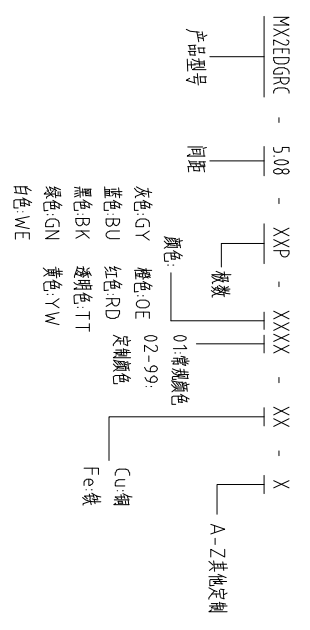 MX2EDGRC - 5.08 - XXP - XXXX - XX - X
产品型号
间距
极数
颜色:
灰色:GY 橙色:OE
蓝色:BU 红色:RD
黑色:BK 透明色:TT
绿色:GN 黄色:YW
白色:WE
01:常规颜色
02-99:
定制颜色
Cu:铜
Fe:铁
A-Z其他定制